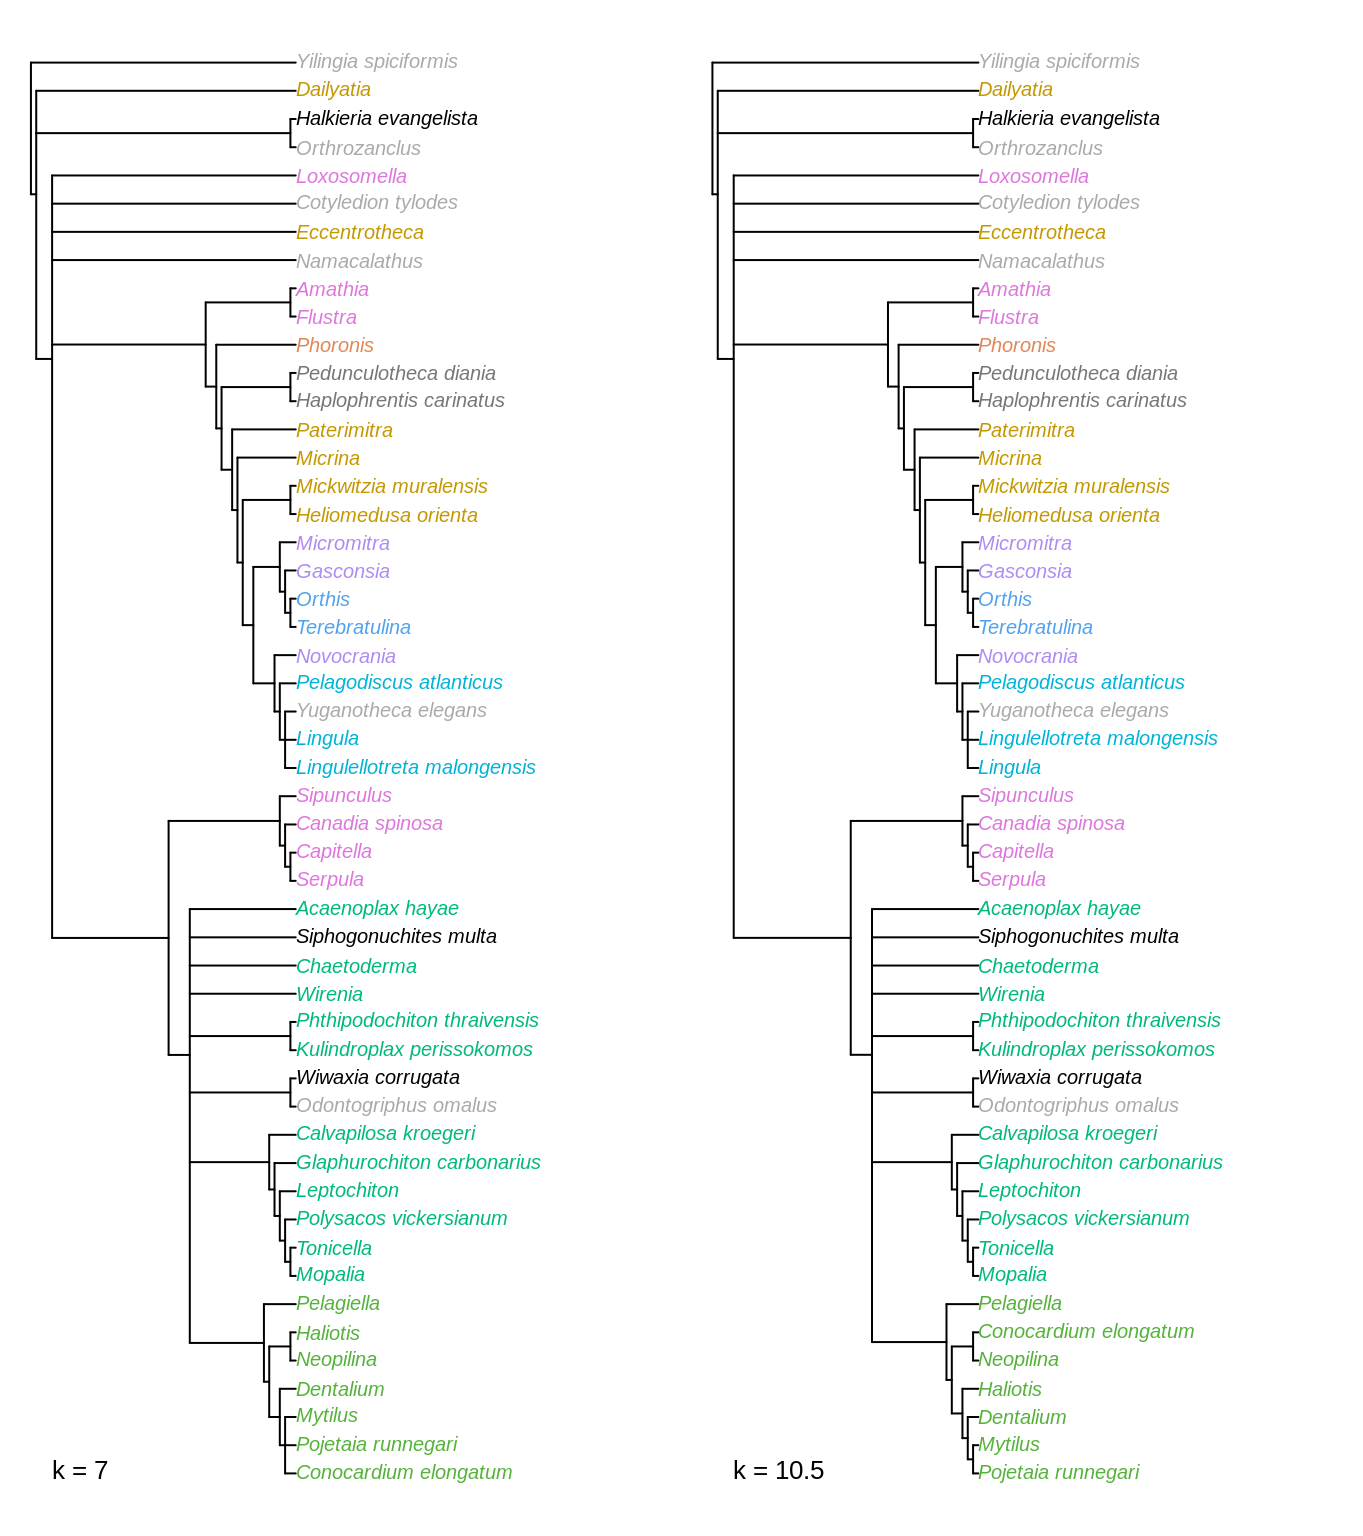 Yilingia spiciformis
Dailyatia
Halkieria evangelista
Orthrozanclus
Loxosomella
Cotyledion tylodes
Eccentrotheca
Namacalathus
Amathia
Flustra
Phoronis
Pedunculotheca diania
Haplophrentis carinatus
Paterimitra
Micrina
Mickwitzia muralensis
Heliomedusa orienta
Micromitra
Gasconsia
Orthis
Terebratulina
Novocrania
Pelagodiscus atlanticus
Yuganotheca elegans
Lingula
Lingulellotreta malongensis
Sipunculus
Canadia spinosa
Capitella
Serpula
Acaenoplax hayae
Siphogonuchites multa
Chaetoderma
Wirenia
Phthipodochiton thraivensis
Kulindroplax perissokomos
Wiwaxia corrugata
Odontogriphus omalus
Calvapilosa kroegeri
Glaphurochiton carbonarius
Leptochiton
Polysacos vickersianum
Tonicella
Mopalia
Pelagiella
Haliotis
Neopilina
Dentalium
Mytilus
Pojetaia runnegari
Conocardium elongatum
k = 7
Yilingia spiciformis
Dailyatia
Halkieria evangelista
Orthrozanclus
Loxosomella
Cotyledion tylodes
Eccentrotheca
Namacalathus
Amathia
Flustra
Phoronis
Pedunculotheca diania
Haplophrentis carinatus
Paterimitra
Micrina
Mickwitzia muralensis
Heliomedusa orienta
Micromitra
Gasconsia
Orthis
Terebratulina
Novocrania
Pelagodiscus atlanticus
Yuganotheca elegans
Lingulellotreta malongensis
Lingula
Sipunculus
Canadia spinosa
Capitella
Serpula
Acaenoplax hayae
Siphogonuchites multa
Chaetoderma
Wirenia
Phthipodochiton thraivensis
Kulindroplax perissokomos
Wiwaxia corrugata
Odontogriphus omalus
Calvapilosa kroegeri
Glaphurochiton carbonarius
Leptochiton
Polysacos vickersianum
Tonicella
Mopalia
Pelagiella
Conocardium elongatum
Neopilina
Haliotis
Dentalium
Mytilus
Pojetaia runnegari
k = 10.5